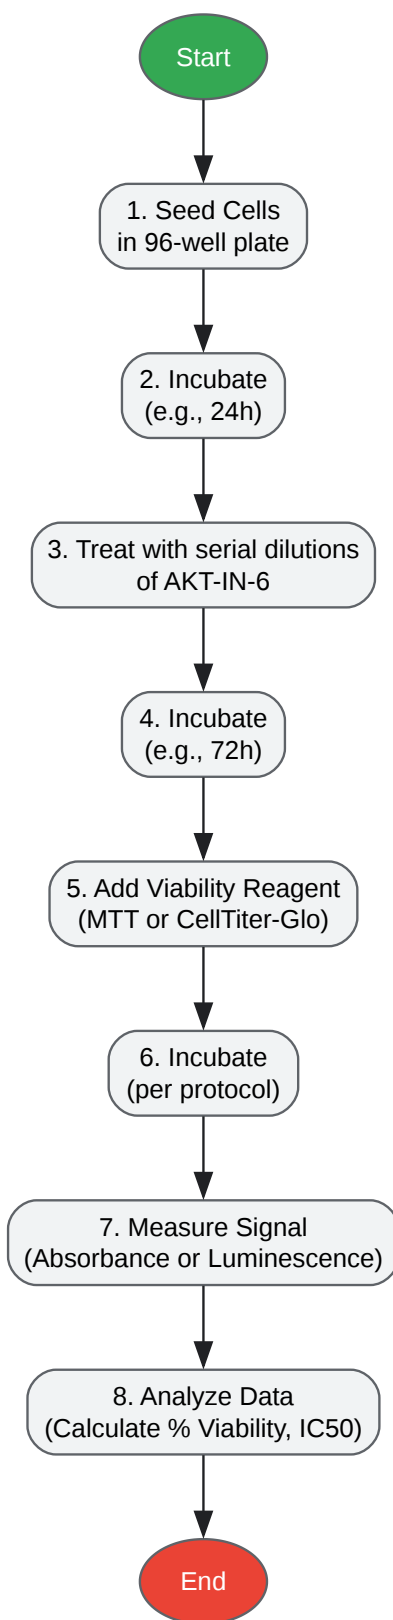 Start
1. Seed Cells
in 96-well plate
2. Incubate
(e.g., 24h)
3. Treat with serial dilutions
of AKT-IN-6
4. Incubate
(e.g., 72h)
5. Add Viability Reagent
(MTT or CellTiter-Glo)
6. Incubate
(per protocol)
7. Measure Signal
(Absorbance or Luminescence)
8. Analyze Data
(Calculate % Viability, IC50)
End